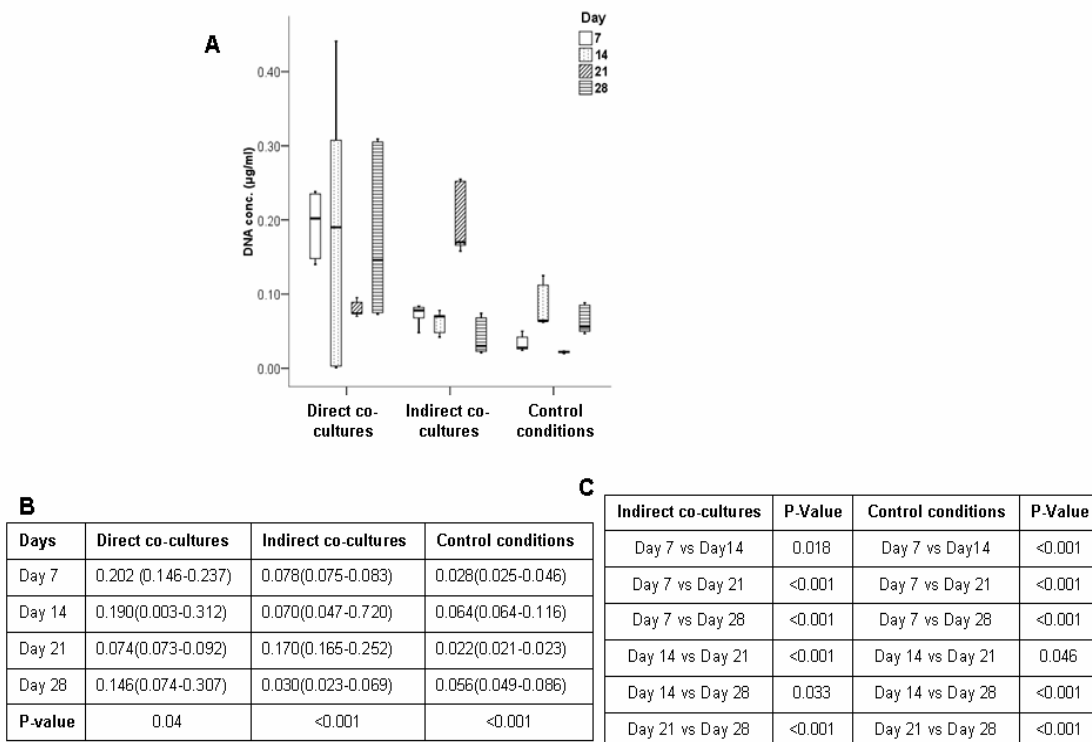 A
Day
7
14
21
28
DNA conc. (µg/ml)
0.40
0.30
0.20
0.10
0.00
Direct co-
cultures
Indirect co-
cultures
Control
conditions
B
Days Direct co-cultures Indirect co-cultures Control conditions
Day 7 0.202 (0.146-0.237) 0.078(0.075-0.083) 0.028(0.025-0.046)
Day 14 0.190(0.003-0.312) 0.070(0.047-0.720) 0.064(0.064-0.116)
Day 21 0.074(0.073-0.092) 0.170(0.165-0.252) 0.022(0.021-0.023)
Day 28 0.146(0.074-0.307) 0.030(0.023-0.069) 0.056(0.049-0.086)
P-value 0.04 <0.001 <0.001
C
Indirect co-cultures P-Value Control conditions P-Value
Day 7 vs Day14 0.018 Day 7 vs Day14 <0.001
Day 7 vs Day 21 <0.001 Day 7 vs Day 21 <0.001
Day 7 vs Day 28 <0.001 Day 7 vs Day 28 <0.001
Day 14 vs Day 21 <0.001 Day 14 vs Day 21 0.046
Day 14 vs Day 28 0.033 Day 14 vs Day 28 <0.001
Day 21 vs Day 28 <0.001 Day 21 vs Day 28 <0.001